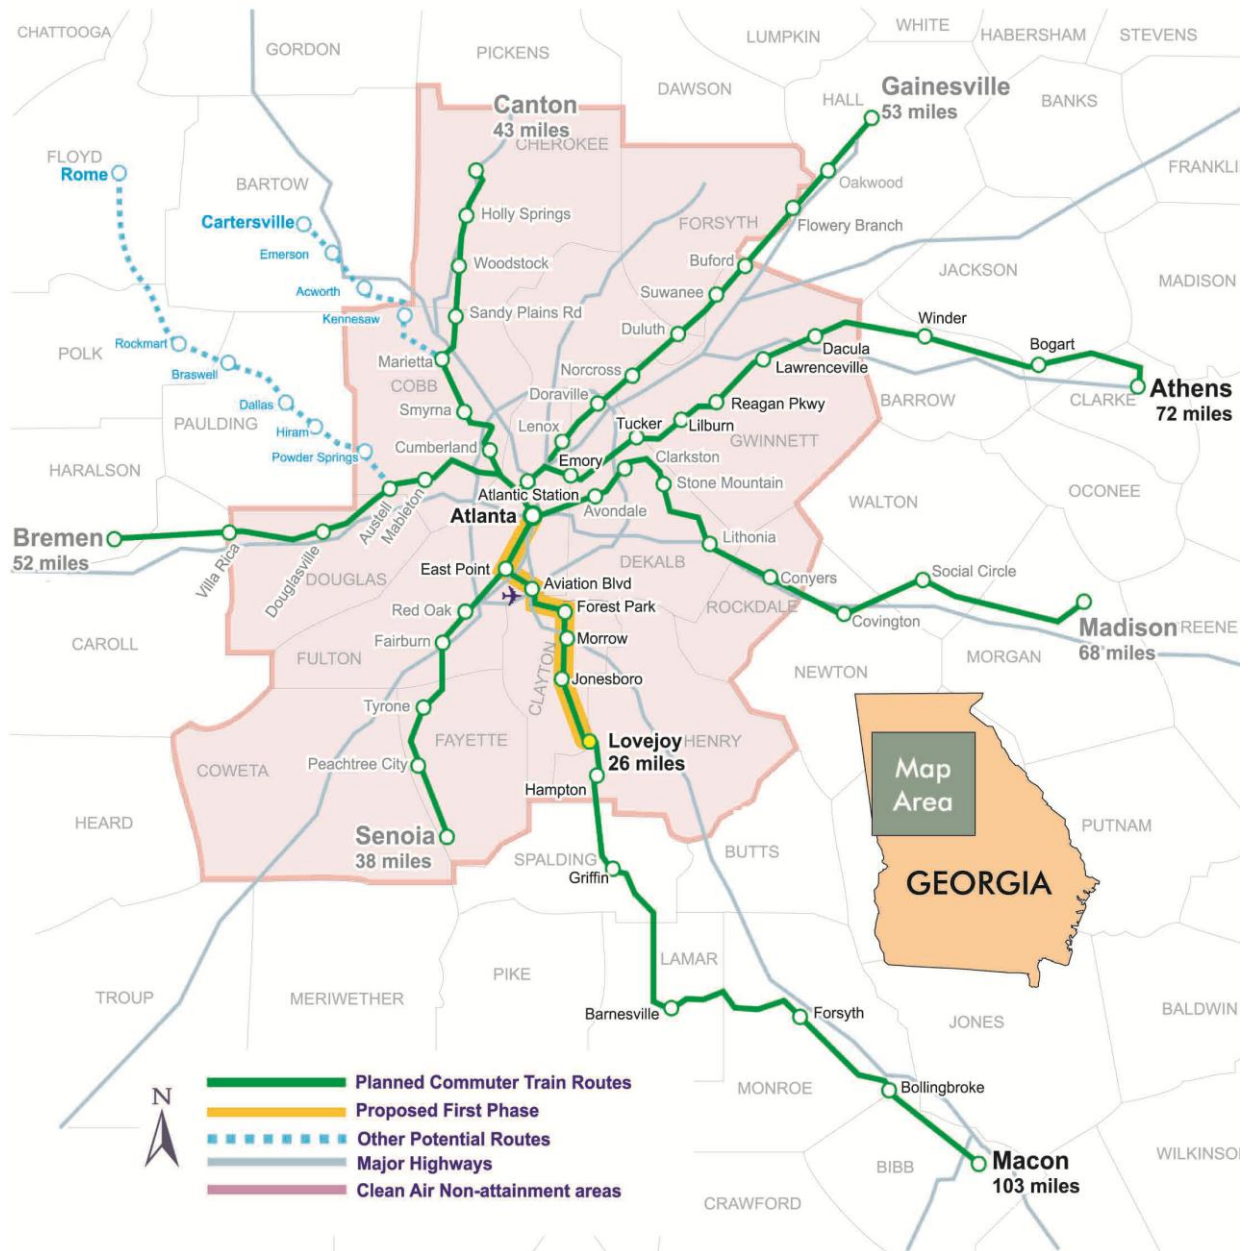 CHATTOOGA
GORDON
PICKENS
LUMPKIN
WHITE
HABERSHAM
STEVENS
DAWSON
HALL
Gainesville
53 miles
BANKS
FRANKLIN
Canton
43 miles
CHEROKEE
FLOYD
Rome
BARTOW
Cartersville
Emerson
Acworth
Kennesaw
Holly Springs
Woodstock
Sandy Plains Rd
Marietta
COBB
Smyrna
Cumberland
FORSYTH
Oakwood
Flowery Branch
Buford
Suwanee
Duluth
Norcross
Doraville
Lenox
JACKSON
MADISON
Winder
Bogart
Dacula
Lawrenceville
Athens
72 miles
CLARKE
BARROW
Reagan Pkwy
Lilburn
Tucker
GWINNETT
Emory
POLK
Rockmart
Braswell
Dallas
Hiram
Powder Springs
PAULDING
HARALSON
Clarkston
Stone Mountain
Atlantic Station
Avondale
Atlanta
WALTON
OCONEE
Bremen
52 miles
Villa Rica
Douglasville
Austell
Mableton
DOUGLAS
East Point
Aviation Blvd
DEKALB
Lithonia
Conyers
ROCKDALE
Social Circle
Covington
Madison
68 miles
REENE
MORGAN
NEWTON
CAROLL
FULTON
Red Oak
Fairburn
Forest Park
Morrow
CLAYTON
Jonesboro
Tyrone
FAYETTE
Lovejoy
26 miles
HENRY
COWETA
Peachtree City
Hampton
Map
Area
GEORGIA
HEARD
Senoia
38 miles
SPALDING
Griffin
BUTTS
PUTNAM
TROUP
MERIWETHER
PIKE
LAMAR
Barnesville
Forsyth
JONES
BALDWIN
MONROE
Bollingbroke
BIBB
Macon
103 miles
WILKINSON
CRAWFORD
N
Planned Commuter Train Routes
Proposed First Phase
Other Potential Routes
Major Highways
Clean Air Non-attainment areas